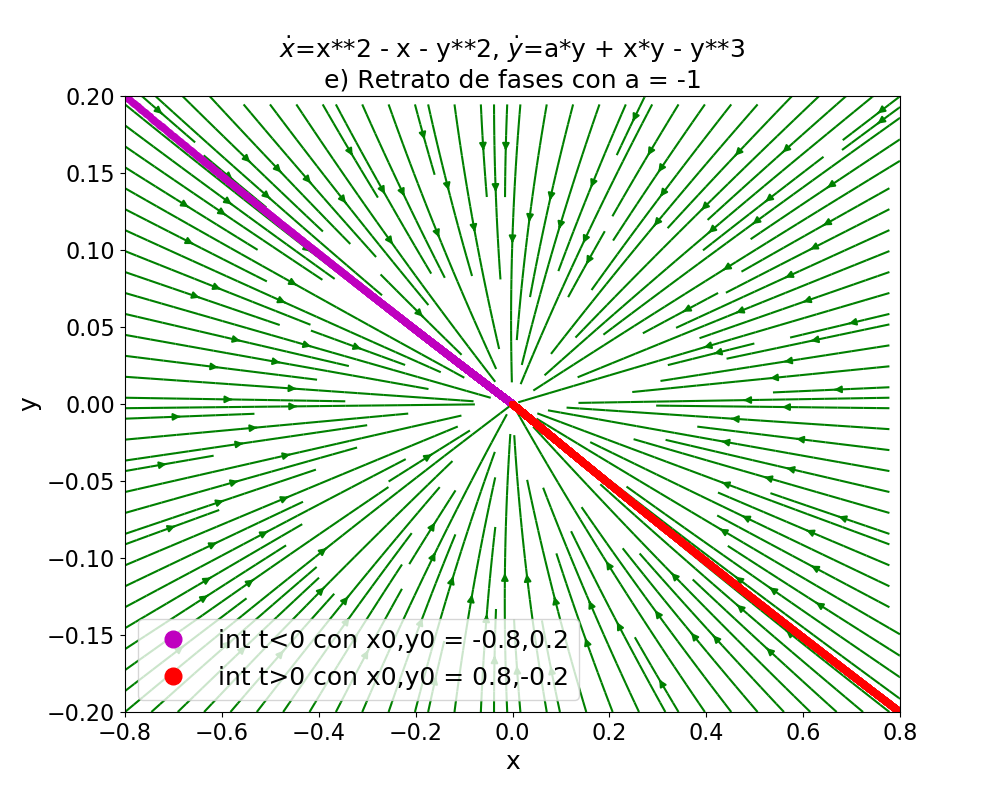 ẋ=x**2 - x - y**2, ẏ=a*y + x*y - y**3
e) Retrato de fases con a = -1
0.20
0.15
0.10
0.05
0.00
−0.05
−0.10
−0.15
−0.20
y
int t<0 con x0,y0 = -0.8,0.2
int t>0 con x0,y0 = 0.8,-0.2
−0.8 −0.6 −0.4 −0.2 0.0 0.2 0.4 0.6 0.8
x